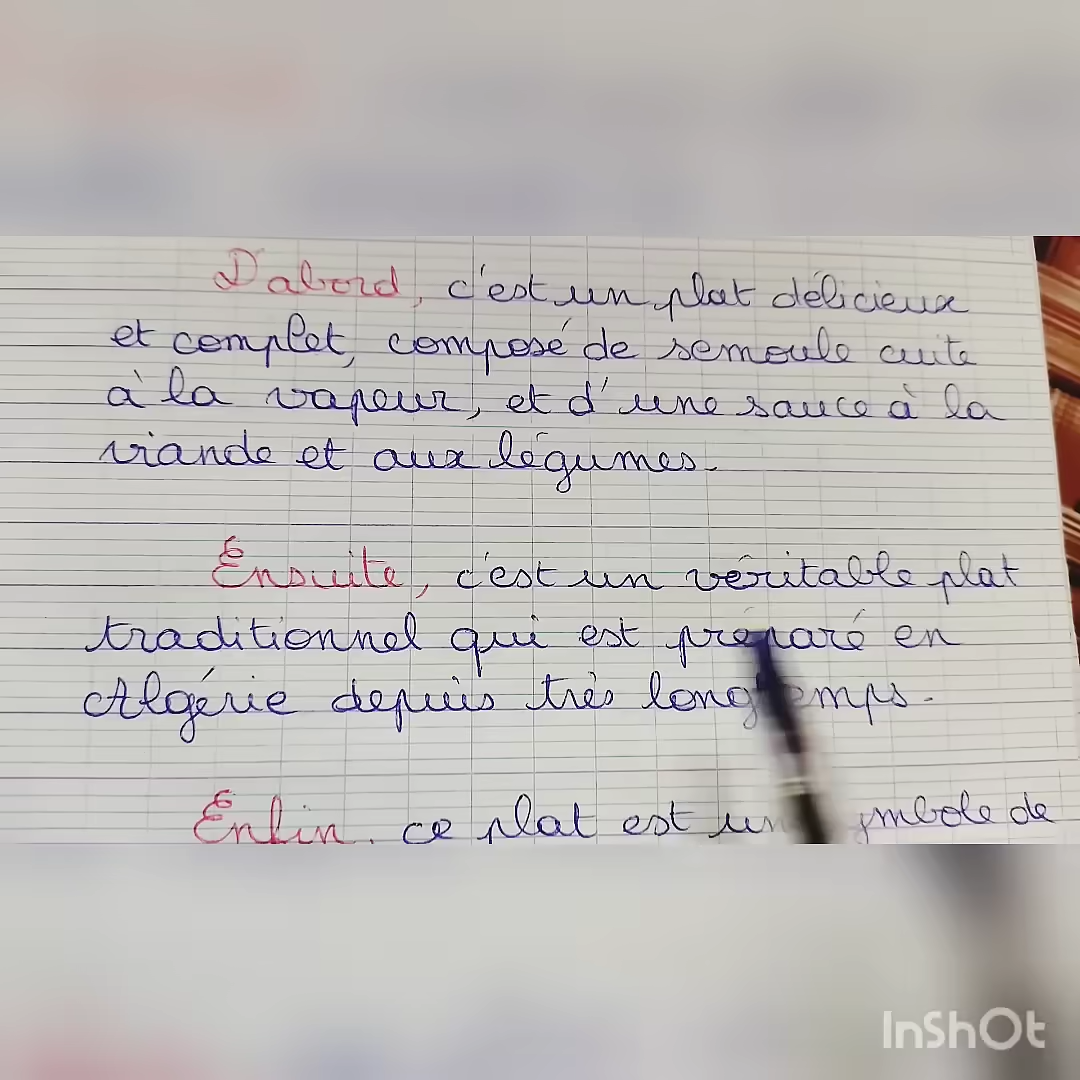 D'abord, c'est un plat délicieux
et complet, composé de semoule cuite
à la vapeur, et d'une sauce à la
viande et aux légumes.
Ensuite, c'est un véritable plat
traditionnel qui est préparé en
Algérie depuis très longtemps.
Enfin, ce plat est un symbole de
InShOt